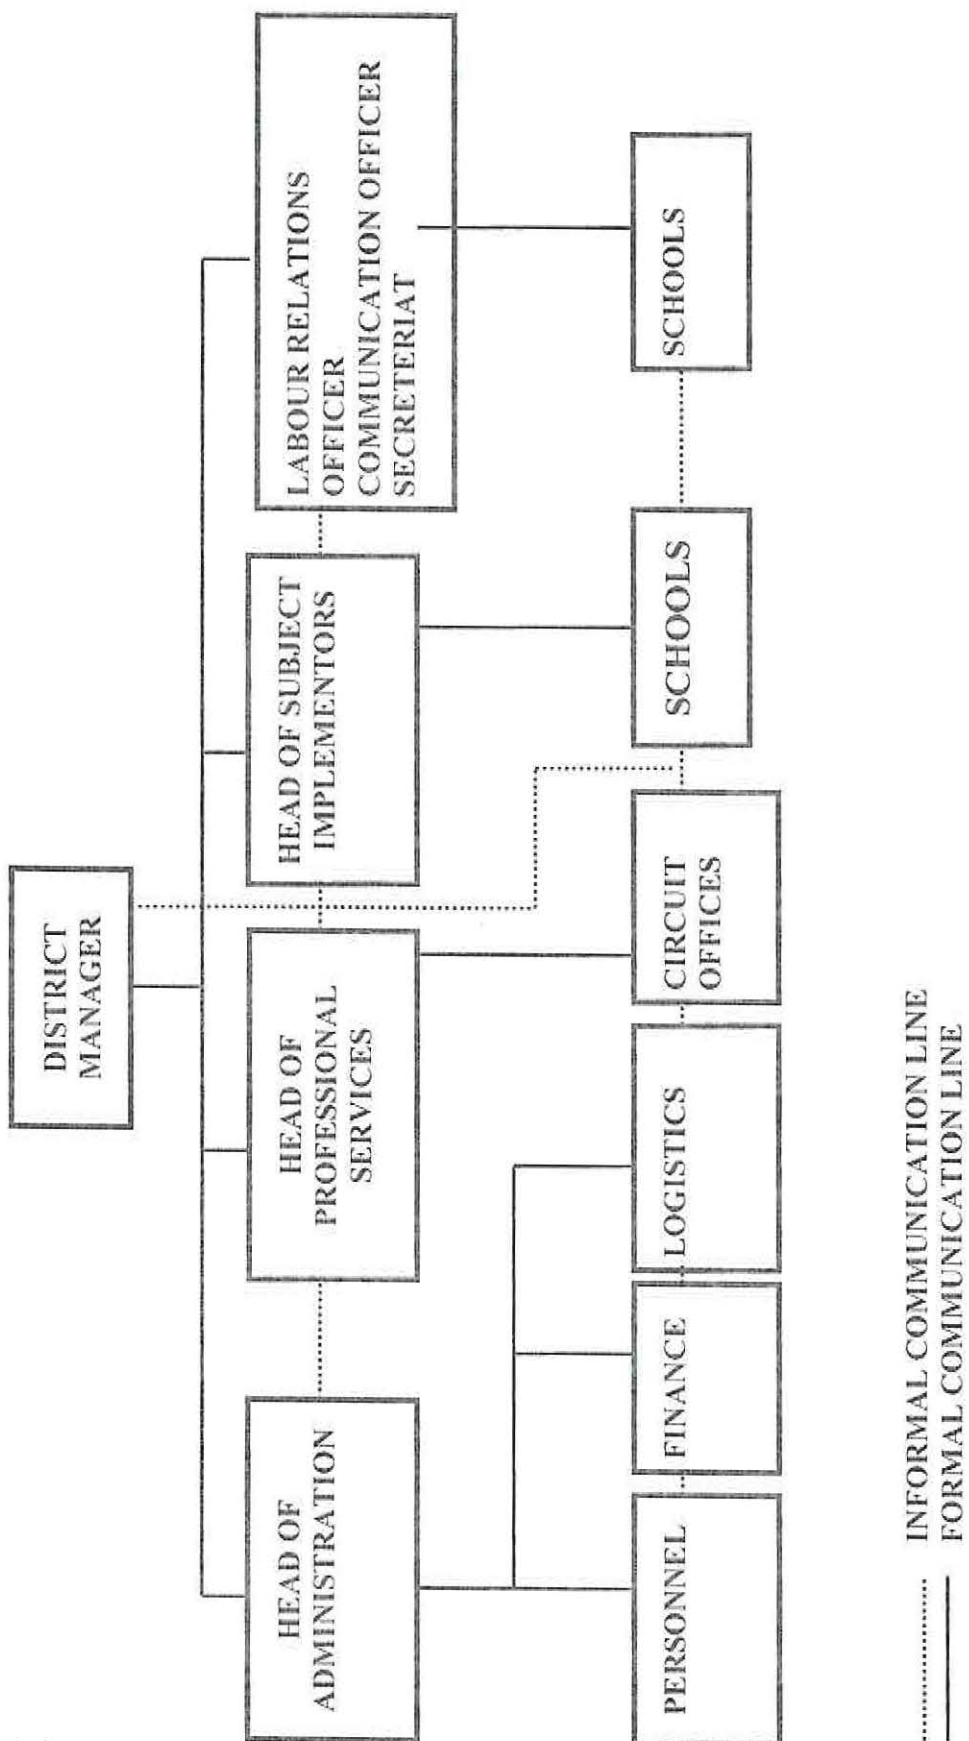 DISTRICT
MANAGER
HEAD OF
ADMINISTRATION
HEAD OF
PROFESSIONAL
SERVICES
HEAD OF SUBJECT
IMPLEMENTORS
LABOUR RELATIONS
OFFICER
COMMUNICATION OFFICER
SECRETERIAT
PERSONNEL
FINANCE
LOGISTICS
CIRCUIT
OFFICES
SCHOOLS
SCHOOLS
INFORMAL COMMUNICATION LINE
FORMAL COMMUNICATION LINE